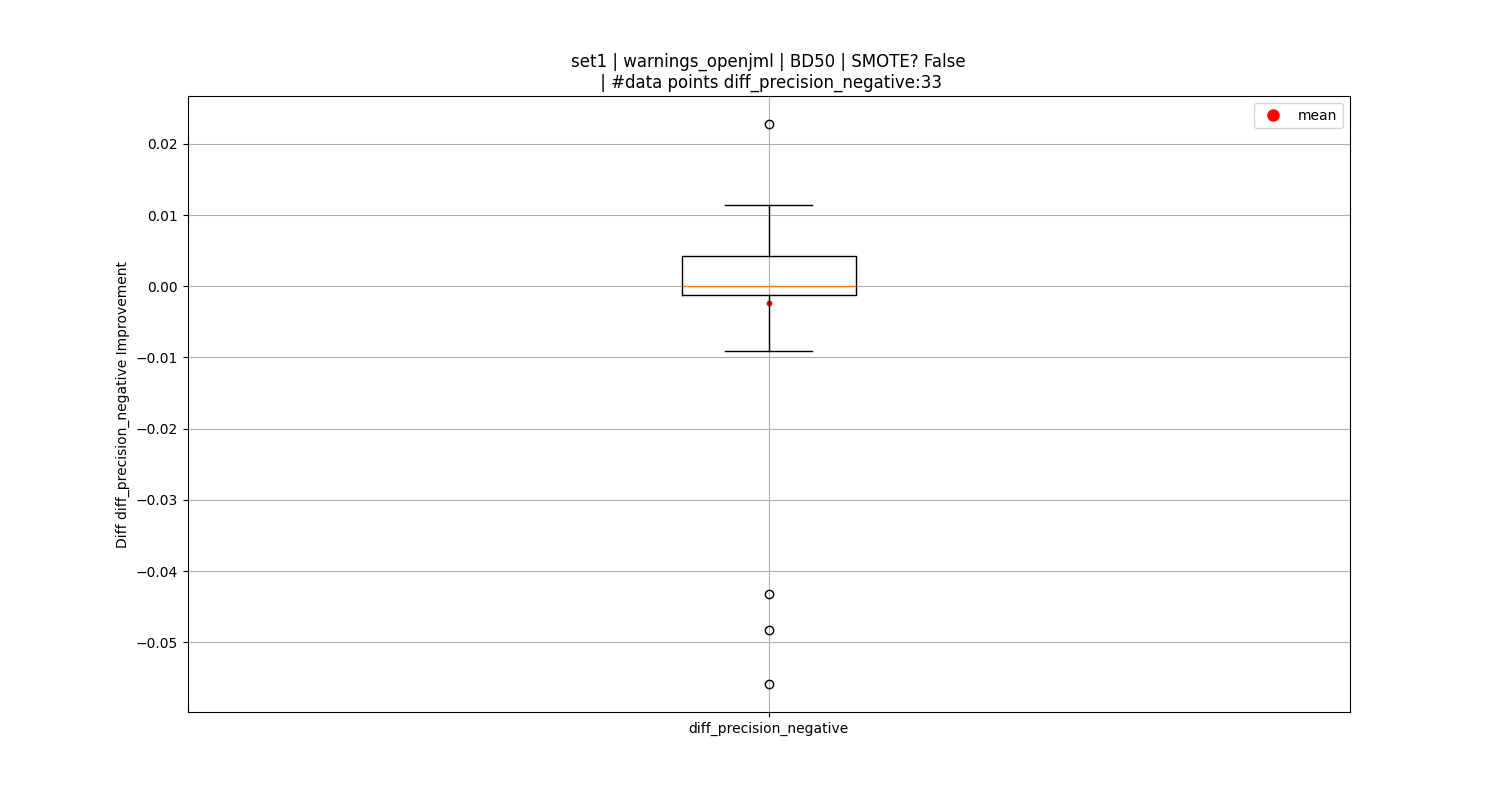 set1 | warnings_openjml | BD50 | SMOTE? False
| #data points diff_precision_negative:33
mean
0.02
0.01
0.00
−0.01
−0.02
−0.03
−0.04
−0.05
Diff diff_precision_negative Improvement
diff_precision_negative